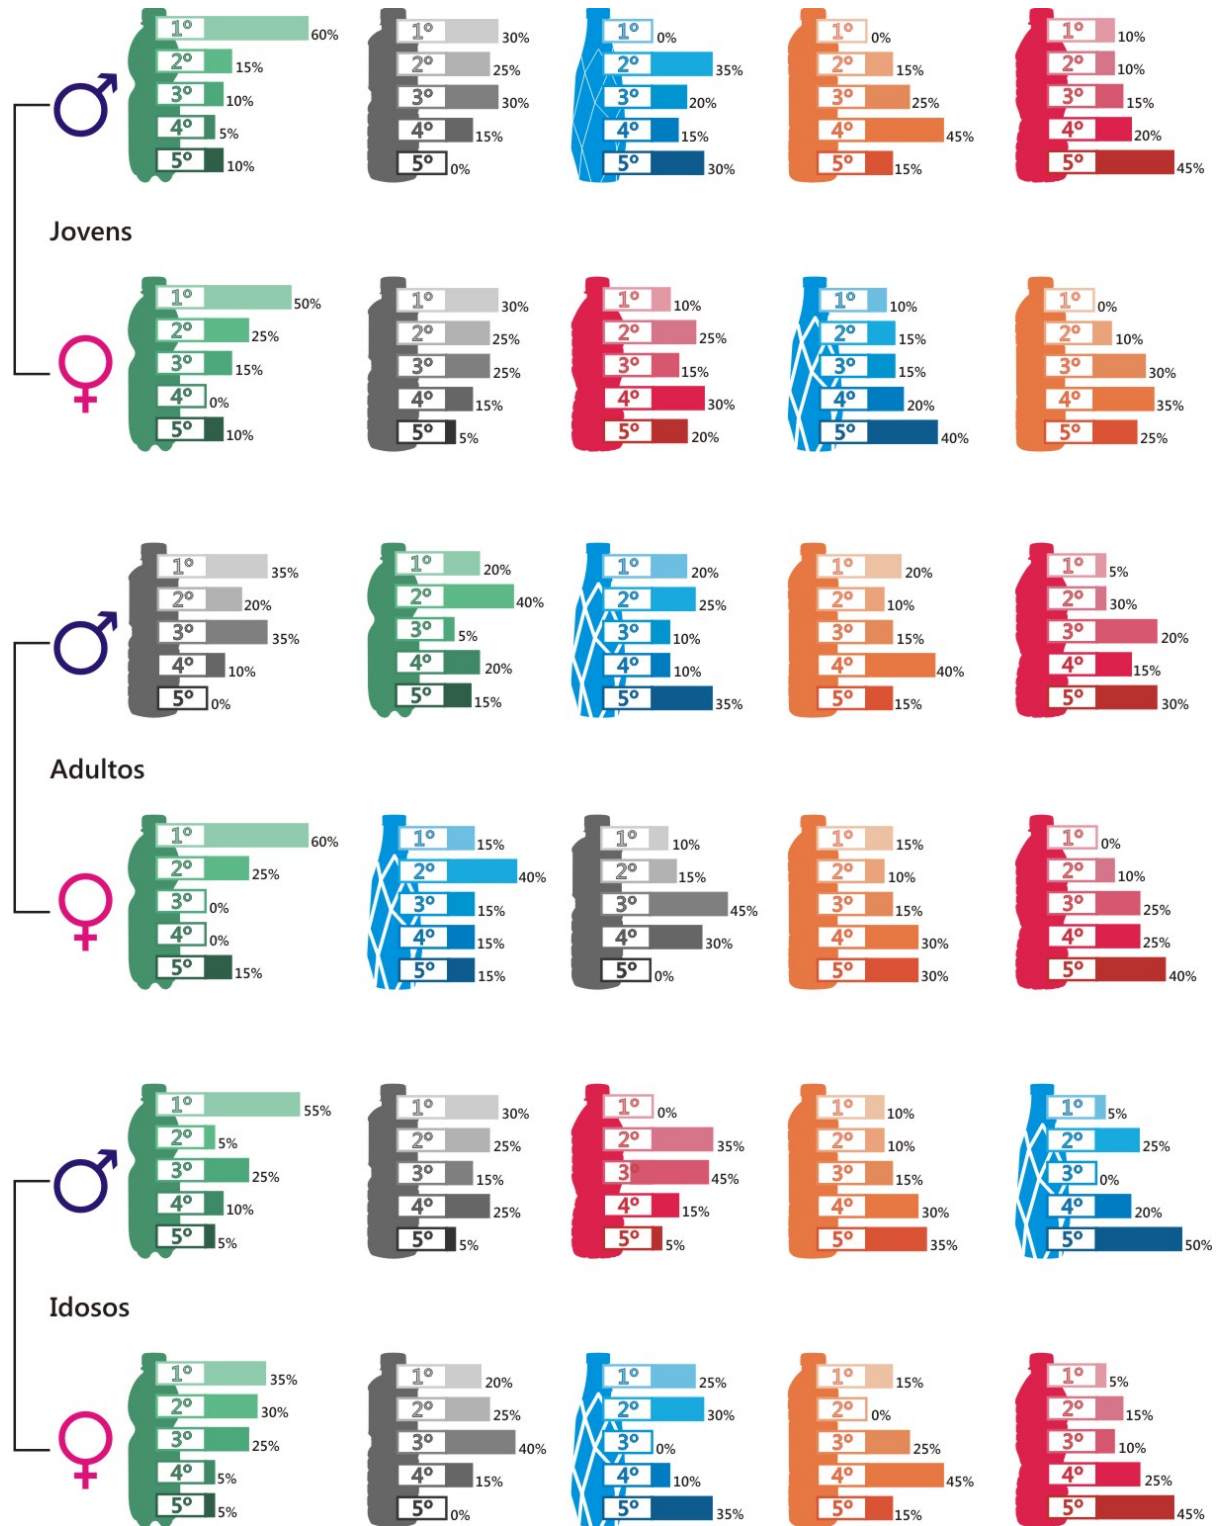 1º 60% 1º 30% 1º 0% 1º 0% 1º 10%
2º 15% 2º 25% 2º 35% 2º 15% 2º 10%
3º 10% 3º 30% 3º 20% 3º 25% 3º 15%
4º 5% 4º 15% 4º 15% 4º 45% 4º 20%
5º 10% 5º 0% 5º 30% 5º 15% 5º 45%
Jovens
1º 50% 1º 30% 1º 10% 1º 10% 1º 0%
2º 25% 2º 25% 2º 25% 2º 15% 2º 10%
3º 15% 3º 25% 3º 15% 3º 15% 3º 30%
4º 0% 4º 15% 4º 30% 4º 20% 4º 35%
5º 10% 5º 5% 5º 20% 5º 40% 5º 25%
1º 35% 1º 20% 1º 20% 1º 20% 1º 5%
2º 20% 2º 40% 2º 25% 2º 10% 2º 30%
3º 35% 3º 5% 3º 10% 3º 15% 3º 20%
4º 10% 4º 20% 4º 10% 4º 40% 4º 15%
5º 0% 5º 15% 5º 35% 5º 15% 5º 30%
Adultos
1º 60% 1º 15% 1º 10% 1º 15% 1º 0%
2º 25% 2º 40% 2º 15% 2º 10% 2º 10%
3º 0% 3º 15% 3º 45% 3º 15% 3º 25%
4º 0% 4º 15% 4º 30% 4º 30% 4º 25%
5º 15% 5º 15% 5º 0% 5º 30% 5º 40%
1º 55% 1º 30% 1º 0% 1º 10% 1º 5%
2º 5% 2º 25% 2º 35% 2º 10% 2º 25%
3º 25% 3º 15% 3º 45% 3º 15% 3º 0%
4º 10% 4º 25% 4º 15% 4º 30% 4º 20%
5º 5% 5º 5% 5º 5% 5º 35% 5º 50%
Idosos
1º 35% 1º 20% 1º 25% 1º 15% 1º 5%
2º 30% 2º 25% 2º 30% 2º 0% 2º 15%
3º 25% 3º 40% 3º 0% 3º 25% 3º 10%
4º 5% 4º 15% 4º 10% 4º 45% 4º 25%
5º 5% 5º 0% 5º 35% 5º 15% 5º 45%